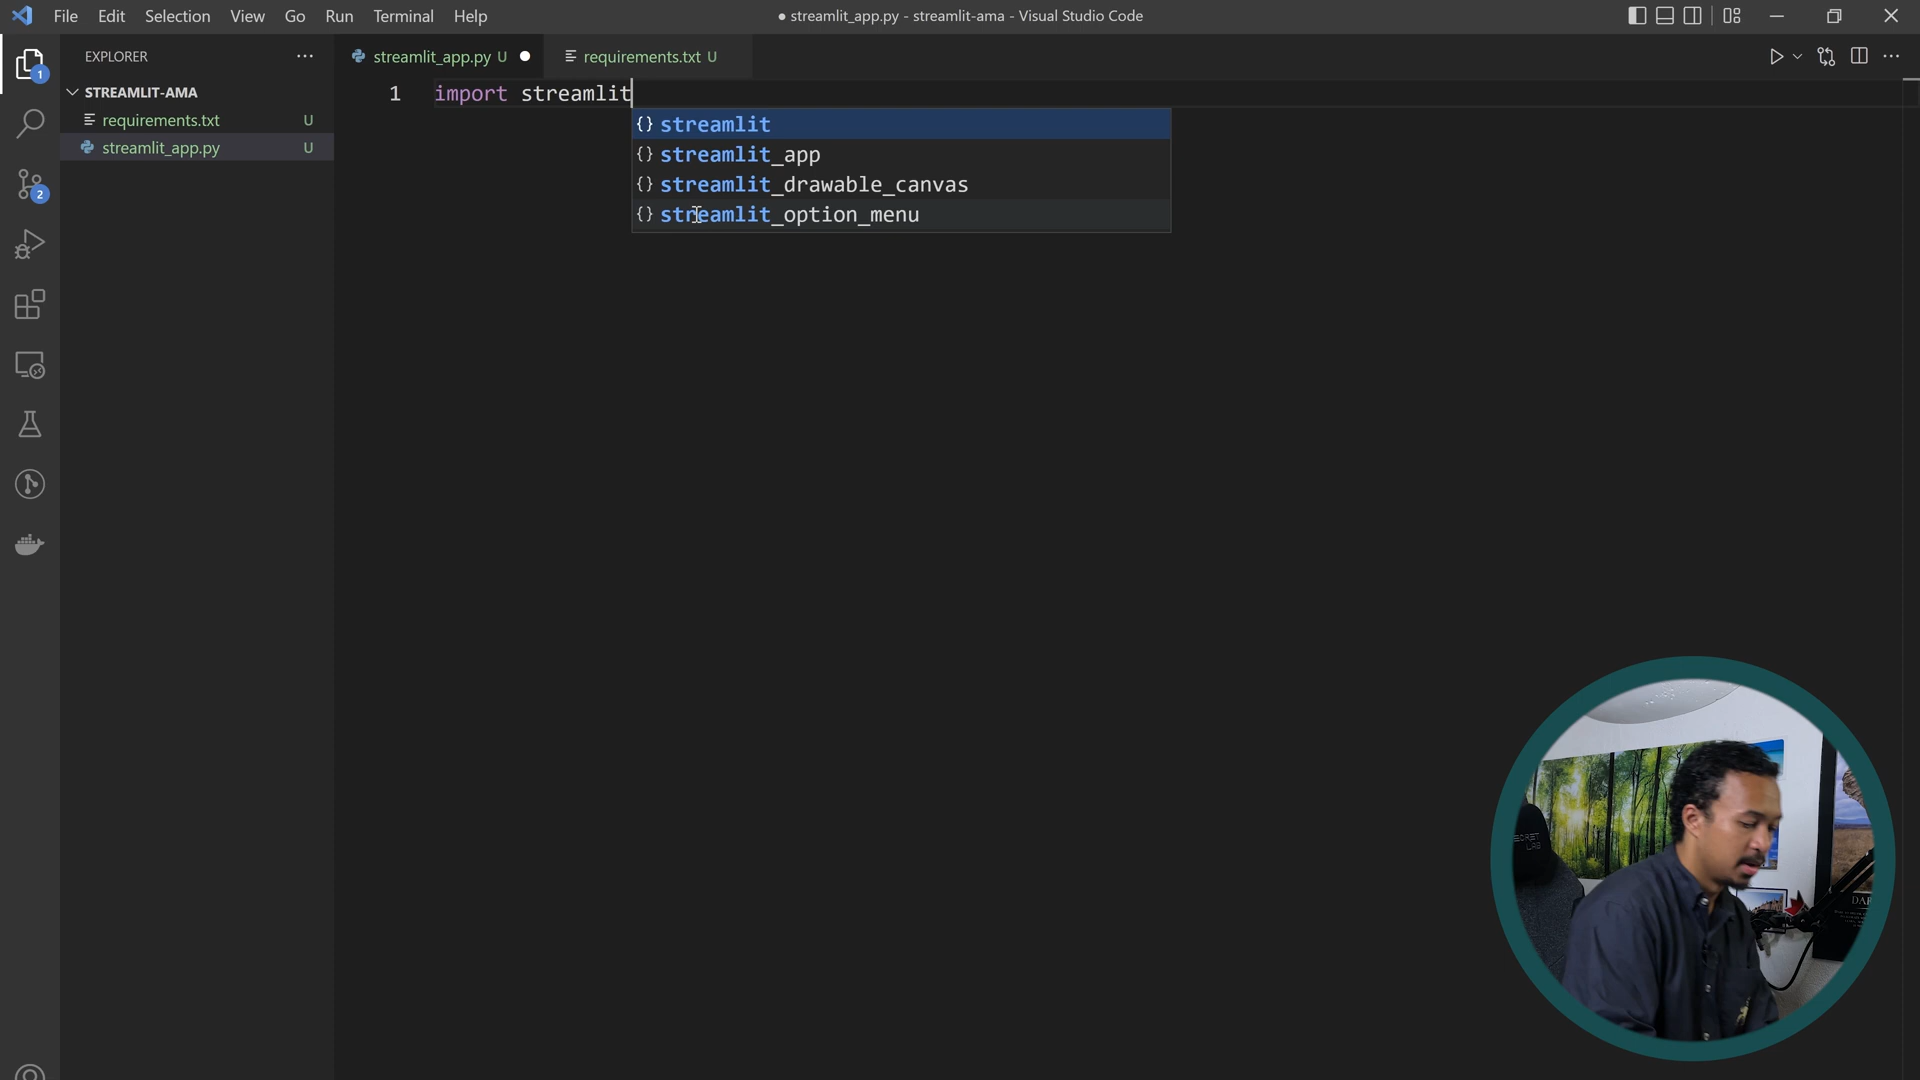 File Edit Selection View Go Run Terminal Help
● streamlit_app.py - streamlit-ama - Visual Studio Code
EXPLORER
STREAMLIT-AMA
requirements.txt U
streamlit_app.py U
streamlit_app.py U
requirements.txt U
1
2
1 import streamlit
{} streamlit
{} streamlit_app
{} streamlit_drawable_canvas
{} streamlit_option_menu
LAB